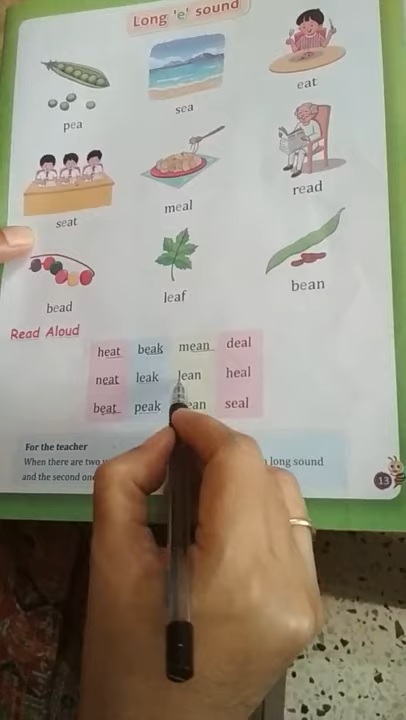 Long 'e' sound
pea
sea
eat
seat
meal
read
bead
leaf
bean
Read Aloud
heat beak mean deal
neat leak lean heal
beat peak seal
For the teacher
When there are two long sound
and the second one
13